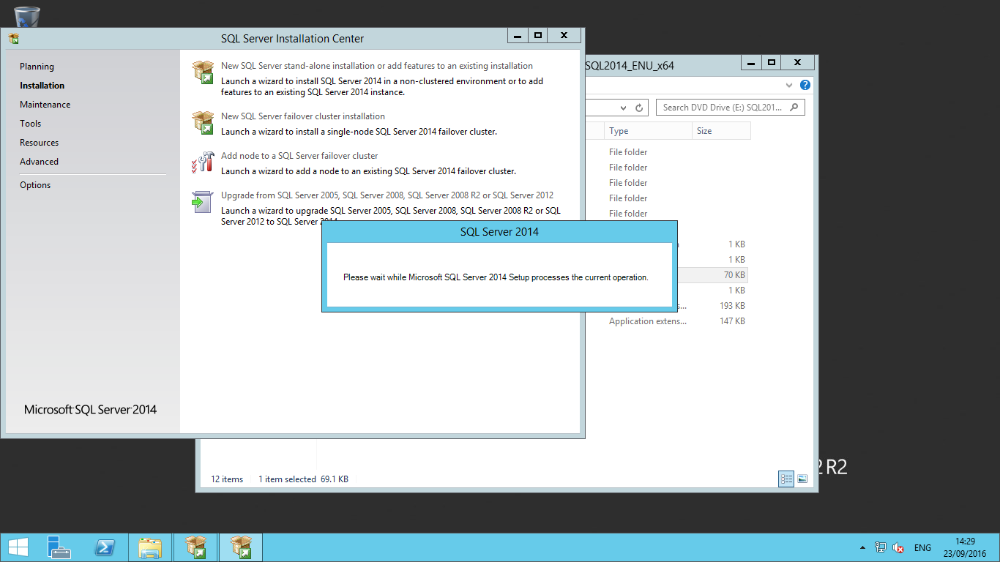 SQL Server Installation Center
Planning
Installation
Maintenance
Tools
Resources
Advanced
Options
Microsoft SQL Server 2014
New SQL Server stand-alone installation or add features to an existing installation
Launch a wizard to install SQL Server 2014 in a non-clustered environment or to add
features to an existing SQL Server 2014 instance.
New SQL Server failover cluster installation
Launch a wizard to install a single-node SQL Server 2014 failover cluster.
Add node to a SQL Server failover cluster
Launch a wizard to add a node to an existing SQL Server 2014 failover cluster.
Upgrade from SQL Server 2005, SQL Server 2008, SQL Server 2008 R2 or SQL Server 2012
Launch a wizard to upgrade SQL Server 2005, SQL Server 2008, SQL Server 2008 R2 or SQL
Server 2012 to SQL Server 2014.
SQL Server 2014
Please wait while Microsoft SQL Server 2014 Setup processes the current operation.
SQL2014_ENU_x64
Search DVD Drive (E:) SQL201...
Type Size
File folder
File folder
File folder
File folder
File folder
1 KB
1 KB
70 KB
1 KB
193 KB
Application extens... 147 KB
12 items 1 item selected 69.1 KB
R2
ENG
14:29
23/09/2016